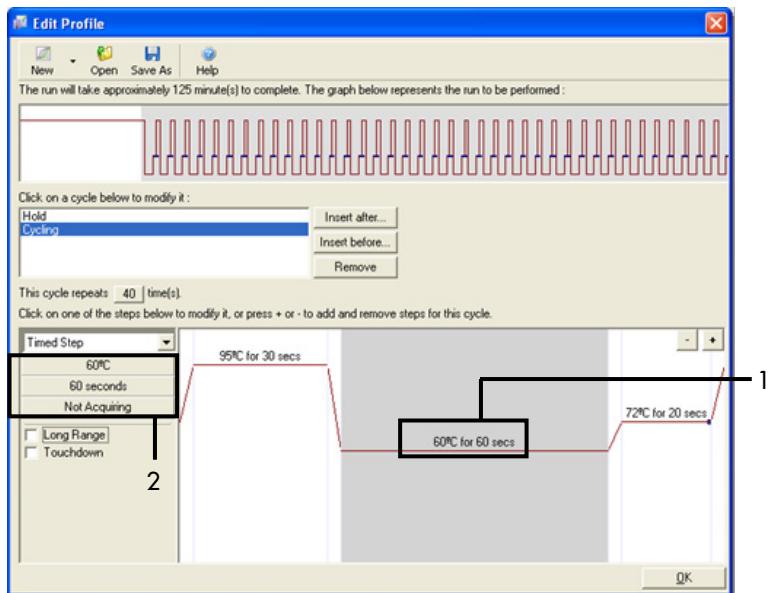 Edit Profile
New Open Save As Help
The run will take approximately 125 minute(s) to complete. The graph below represents the run to be performed :
Click on a cycle below to modify it :
Hold
Cycling
Insert after...
Insert before...
Remove
This cycle repeats 40 time(s).
Click on one of the steps below to modify it, or press + or - to add and remove steps for this cycle.
Timed Step
- +
60ºC
60 seconds
Not Acquiring
Long Range
Touchdown
95ºC for 30 secs
60ºC for 60 secs
72ºC for 20 secs
1
2
OK